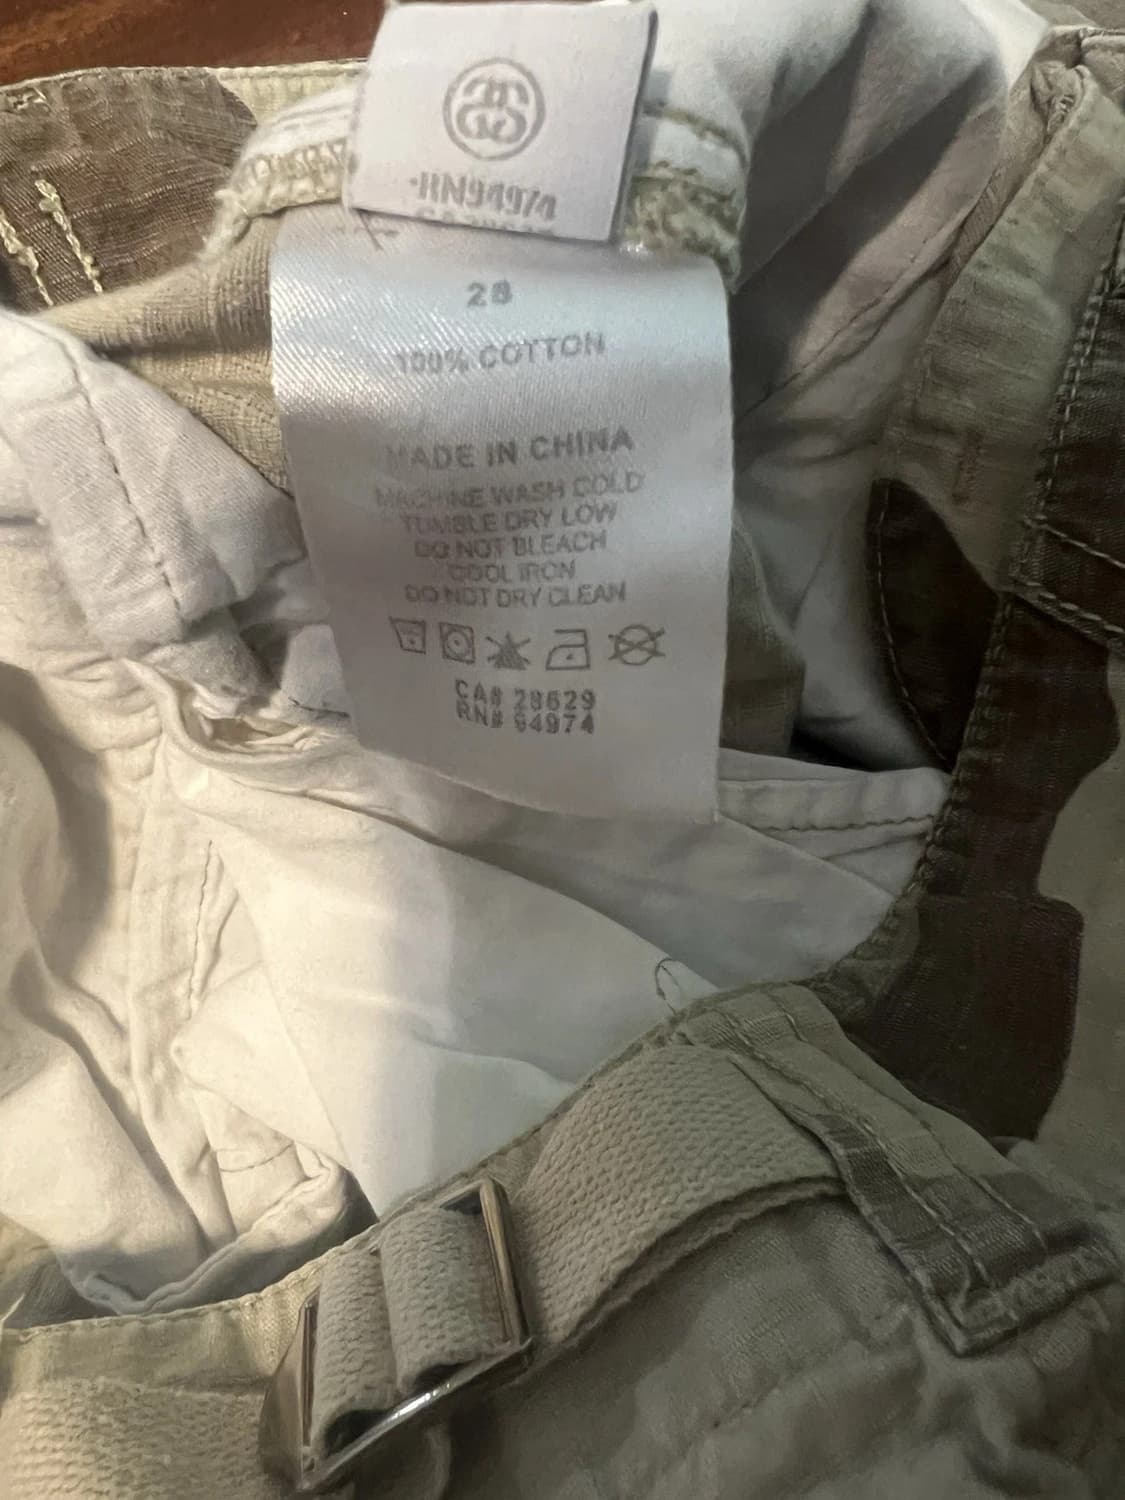 SS
RN94974
28
100% COTTON
MADE IN CHINA
MACHINE WASH COLD
TUMBLE DRY LOW
DO NOT BLEACH
COOL IRON
DO NOT DRY CLEAN
CA# 28629
RN# 94974